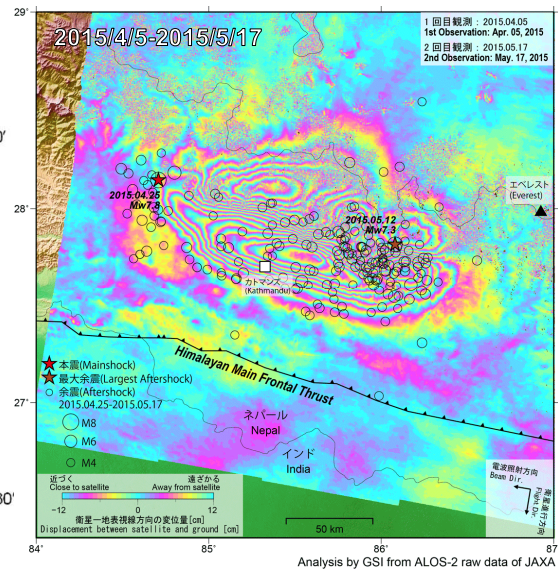 29°
2015/4/5-2015/5/17
1 回目観測 : 2015.04.05
1st Observation: Apr. 05, 2015
2 回目観測 : 2015.05.17
2nd Observation: May. 17, 2015
0'
2015.04.25
Mw7.8
エベレスト
(Everest)
28°
2015.05.12
Mw7.3
カトマンズ
(Kathmandu)
Himalayan Main Frontal Thrust
本震(Mainshock)
最大余震(Largest Aftershock)
余震(Aftershock)
2015.04.25-2015.05.17
27°
M8
M6
M4
ネパール
Nepal
インド
India
近づく 遠ざかる
Close to satellite Away from satellite
-12 0 12
衛星ー地表視線方向の変位量[cm]
Displacement between satellite and ground [cm]
50 km
電波照射方向
Beam Dir.
衛星進行方向
Flight Dir.
30'
84° 85° 86° 87
Analysis by GSI from ALOS-2 raw data of JAXA